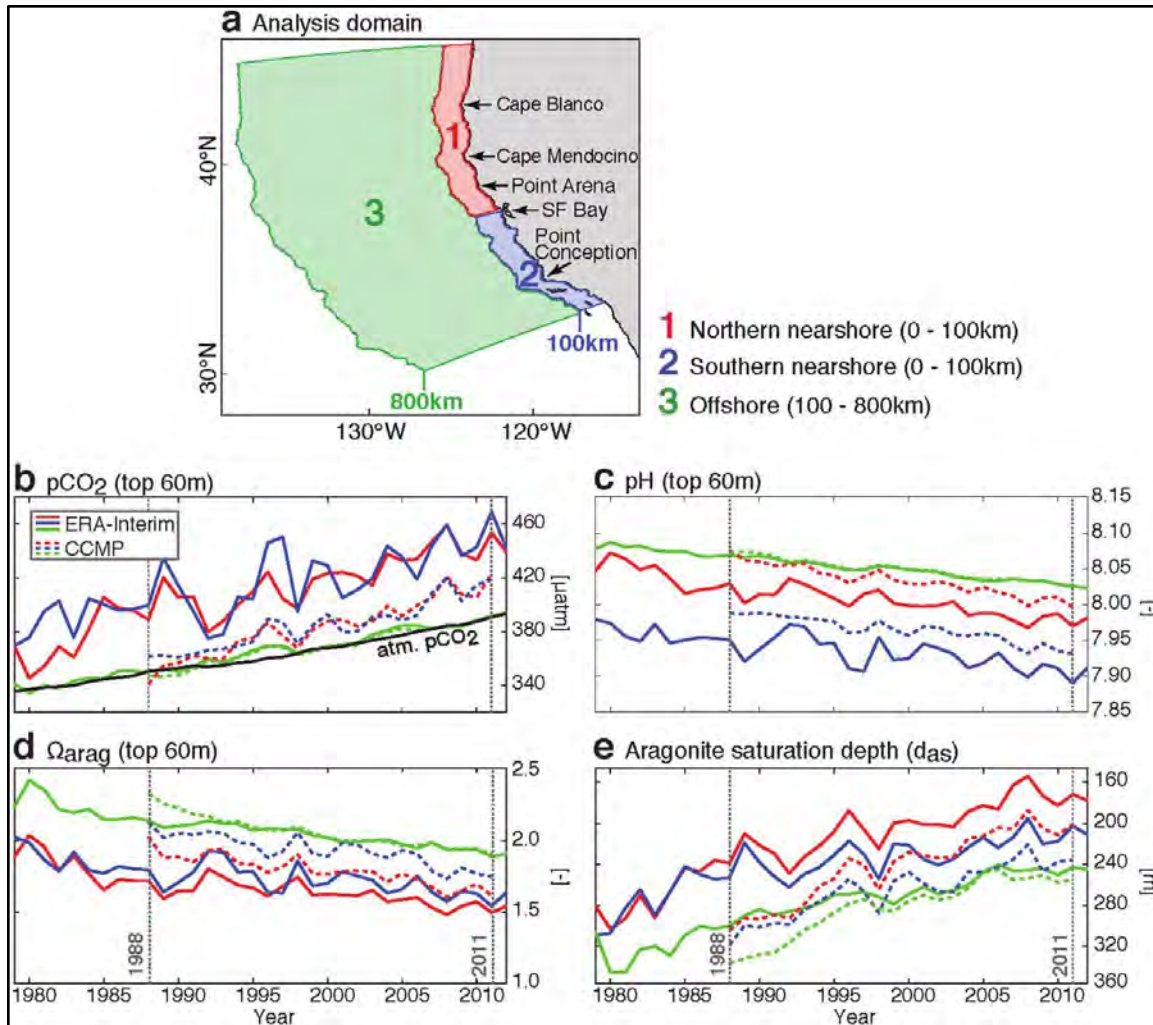 a Analysis domain
Cape Blanco
1
40°N
Cape Mendocino
Point Arena
3
SF Bay
Point
Conception
2
100km
30°N
800km
130°W
120°W
1 Northern nearshore (0 - 100km)
2 Southern nearshore (0 - 100km)
3 Offshore (100 - 800km)
b pCO2 (top 60m)
ERA-Interim
CCMP
460
420
380
340
[µatm]
atm. pCO2
c pH (top 60m)
8.15
8.10
8.05
8.00
7.95
7.90
7.85
[-]
d Ωarag (top 60m)
2.5
2.0
1.5
1.0
[-]
1988
2011
1980 1985 1990 1995 2000 2005 2010
Year
e Aragonite saturation depth (das)
160
200
240
280
320
360
[m]
1988
2011
1980 1985 1990 1995 2000 2005 2010
Year